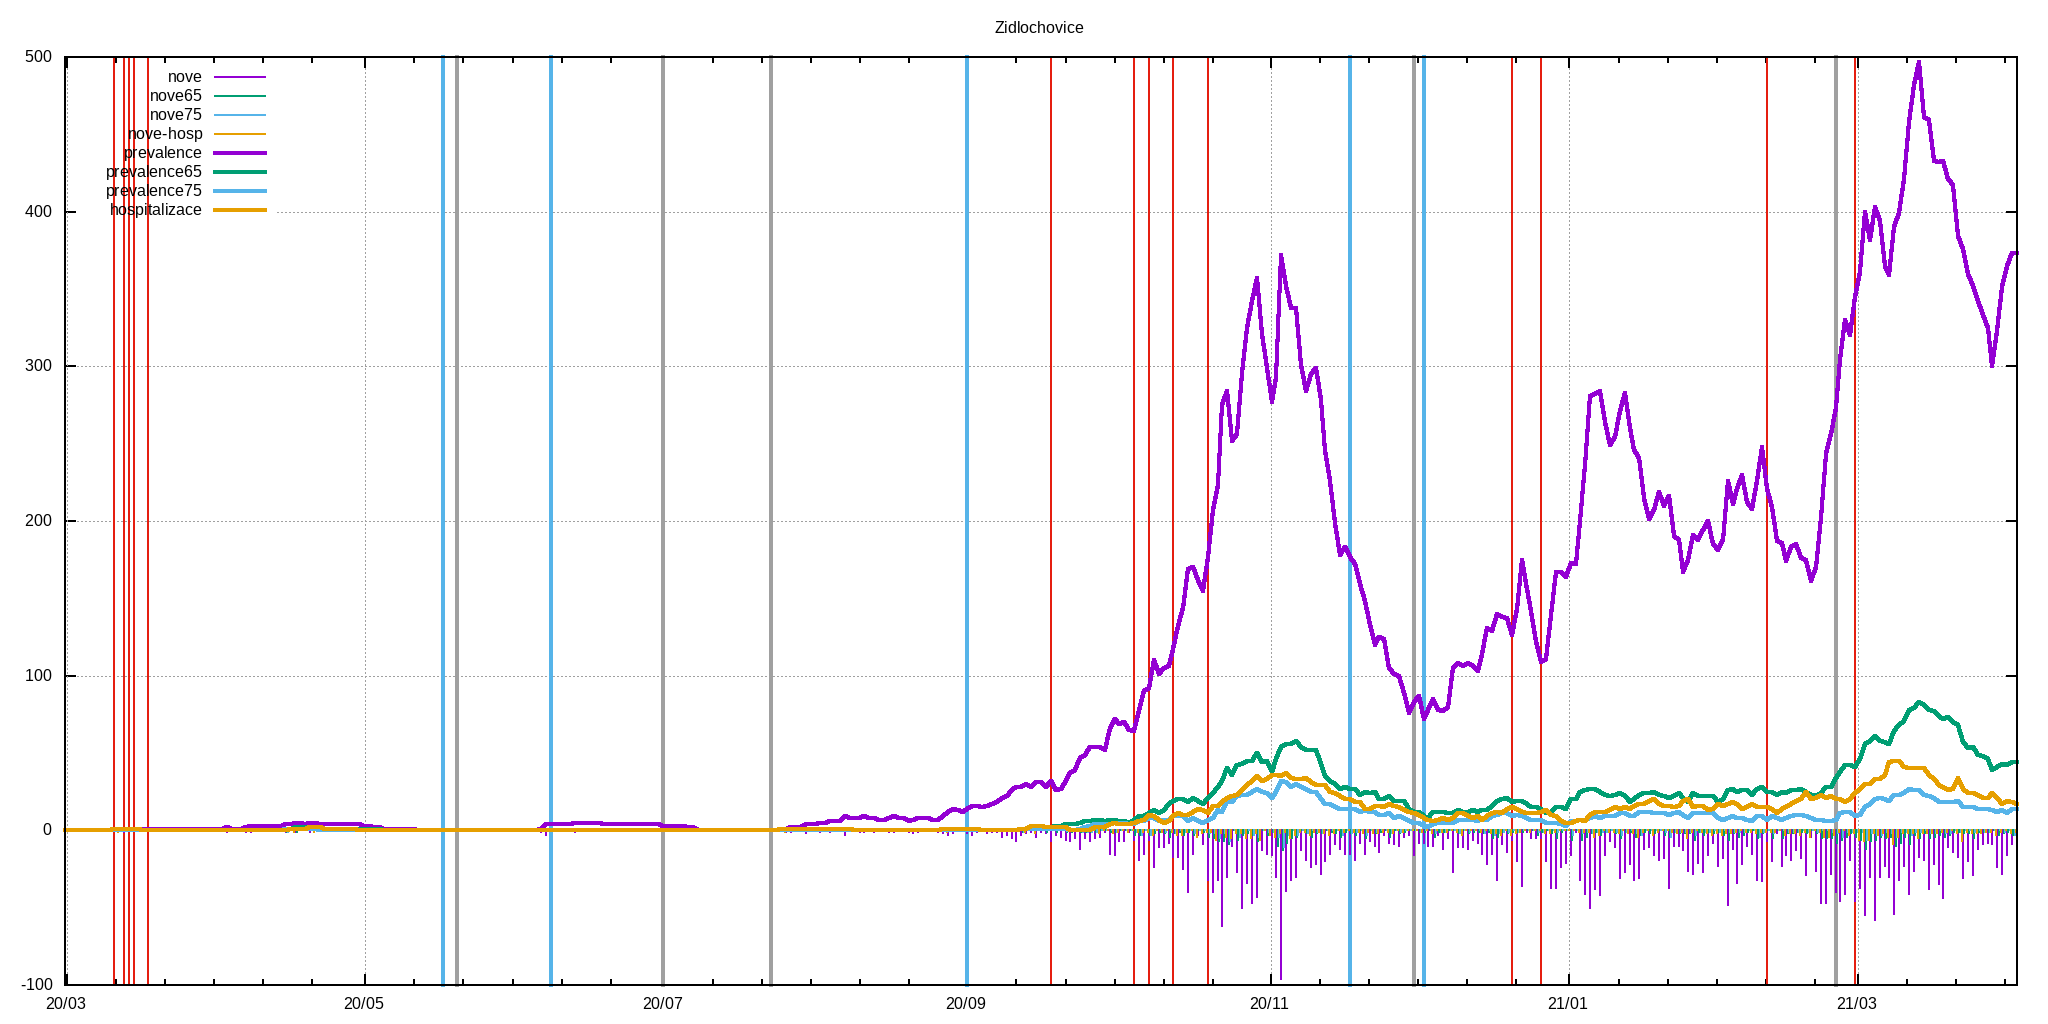 Zidlochovice
500
400
300
200
100
0
-100
nove
nove65
nove75
nove-hosp
prevalence
prevalence65
prevalence75
hospitalizace
20/03 20/05 20/07 20/09 20/11 21/01 21/03